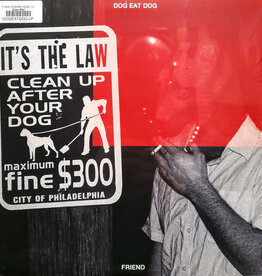 DOG EAT DOG
IT'S THE LAW
CLEAN UP
AFTER
YOUR
DOG
maximum
fine $300
CITY OF PHILADELPHIA
FRIEND